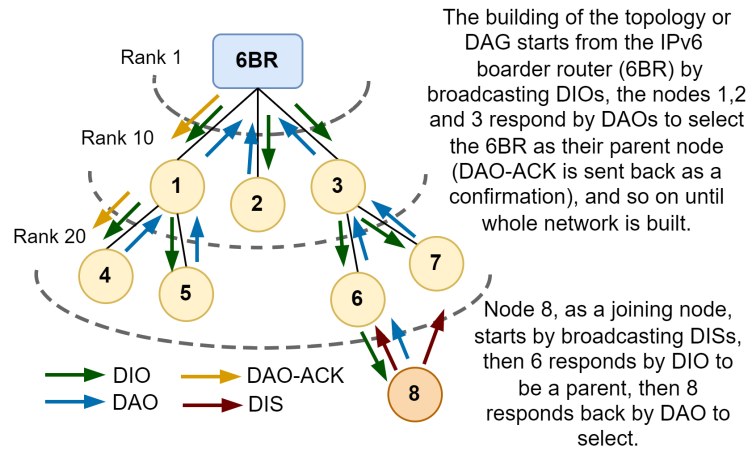 Rank 1
6BR
Rank 10
1
2
3
Rank 20
4
5
6
7
8
DIO
DAO-ACK
DAO
DIS
The building of the topology or
DAG starts from the IPv6
boarder router (6BR) by
broadcasting DIOs, the nodes 1,2
and 3 respond by DAOs to select
the 6BR as their parent node
(DAO-ACK is sent back as a
confirmation), and so on until
whole network is built.
Node 8, as a joining node,
starts by broadcasting DISs,
then 6 responds by DIO to
be a parent, then 8
responds back by DAO to
select.